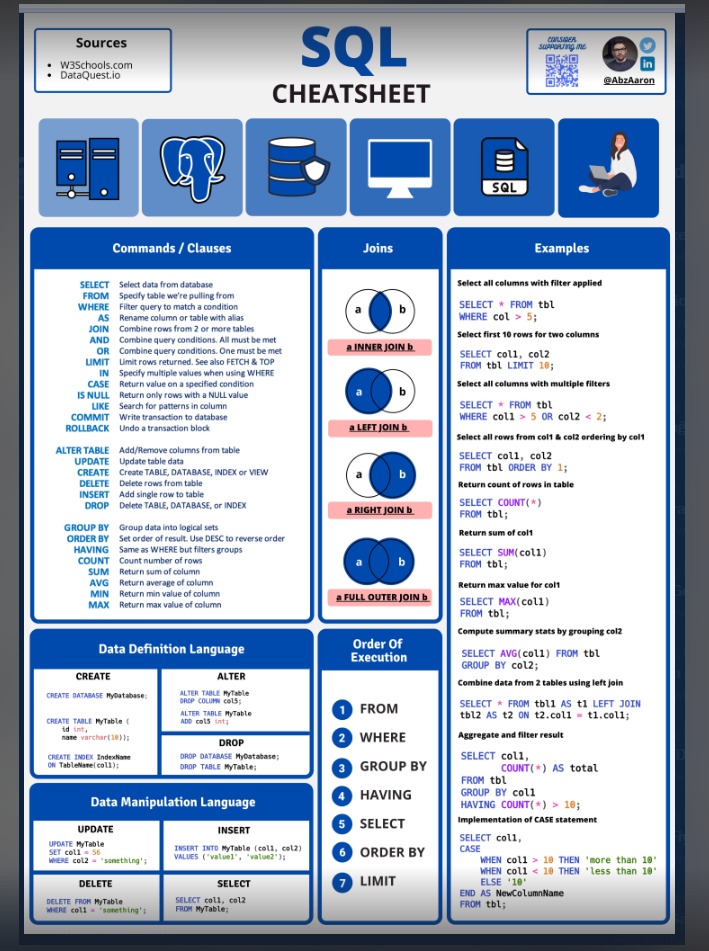 Sources
• W3Schools.com
• DataQuest.io
SQL
CHEATSHEET
CONSIDER
SUPPORTING ME
@AbzAaron
SQL
Commands / Clauses
SELECT Select data from database
FROM Specify table we're pulling from
WHERE Filter query to match a condition
AS Rename column or table with alias
JOIN Combine rows from 2 or more tables
AND Combine query conditions. All must be met
OR Combine query conditions. One must be met
LIMIT Limit rows returned. See also FETCH & TOP
IN Specify multiple values when using WHERE
CASE Return value on a specified condition
IS NULL Return only rows with a NULL value
LIKE Search for patterns in column
COMMIT Write transaction to database
ROLLBACK Undo a transaction block
ALTER TABLE Add/Remove columns from table
UPDATE Update table data
CREATE Create TABLE, DATABASE, INDEX or VIEW
DELETE Delete rows from table
INSERT Add single row to table
DROP Delete TABLE, DATABASE, or INDEX
GROUP BY Group data into logical sets
ORDER BY Set order of result. Use DESC to reverse order
HAVING Same as WHERE but filters groups
COUNT Count number of rows
SUM Return sum of column
AVG Return average of column
MIN Return min value of column
MAX Return max value of column
Joins
a b
a INNER JOIN b
a b
a LEFT JOIN b
a b
a RIGHT JOIN b
a b
a FULL OUTER JOIN b
Examples
Select all columns with filter applied
SELECT * FROM tbl
WHERE col > 5;
Select first 10 rows for two columns
SELECT col1, col2
FROM tbl LIMIT 10;
Select all columns with multiple filters
SELECT * FROM tbl
WHERE col1 > 5 OR col2 < 2;
Select all rows from col1 & col2 ordering by col1
SELECT col1, col2
FROM tbl ORDER BY 1;
Return count of rows in table
SELECT COUNT(*)
FROM tbl;
Return sum of col1
SELECT SUM(col1)
FROM tbl;
Return max value for col1
SELECT MAX(col1)
FROM tbl;
Compute summary stats by grouping col2
SELECT AVG(col1) FROM tbl
GROUP BY col2;
Combine data from 2 tables using left join
SELECT * FROM tbl1 AS t1 LEFT JOIN
tbl2 AS t2 ON t2.col1 = t1.col1;
Aggregate and filter result
SELECT col1,
COUNT(*) AS total
FROM tbl
GROUP BY col1
HAVING COUNT(*) > 10;
Implementation of CASE statement
SELECT col1,
CASE
WHEN col1 > 10 THEN 'more than 10'
WHEN col1 < 10 THEN 'less than 10'
ELSE '10'
END AS NewColumnName
FROM tbl;
Data Definition Language
CREATE
CREATE DATABASE MyDatabase;
CREATE TABLE MyTable (
id int,
name varchar(10));
CREATE INDEX IndexName
ON TableName(col1);
ALTER
ALTER TABLE MyTable
DROP COLUMN col5;
ALTER TABLE MyTable
ADD col5 int;
DROP
DROP DATABASE MyDatabase;
DROP TABLE MyTable;
Data Manipulation Language
UPDATE
UPDATE MyTable
SET col1 = 56
WHERE col2 = 'something';
INSERT
INSERT INTO MyTable (col1, col2)
VALUES ('value1', 'value2');
DELETE
DELETE FROM MyTable
WHERE col1 = 'something';
SELECT
SELECT col1, col2
FROM MyTable;
Order Of
Execution
1 FROM
2 WHERE
3 GROUP BY
4 HAVING
5 SELECT
6 ORDER BY
7 LIMIT